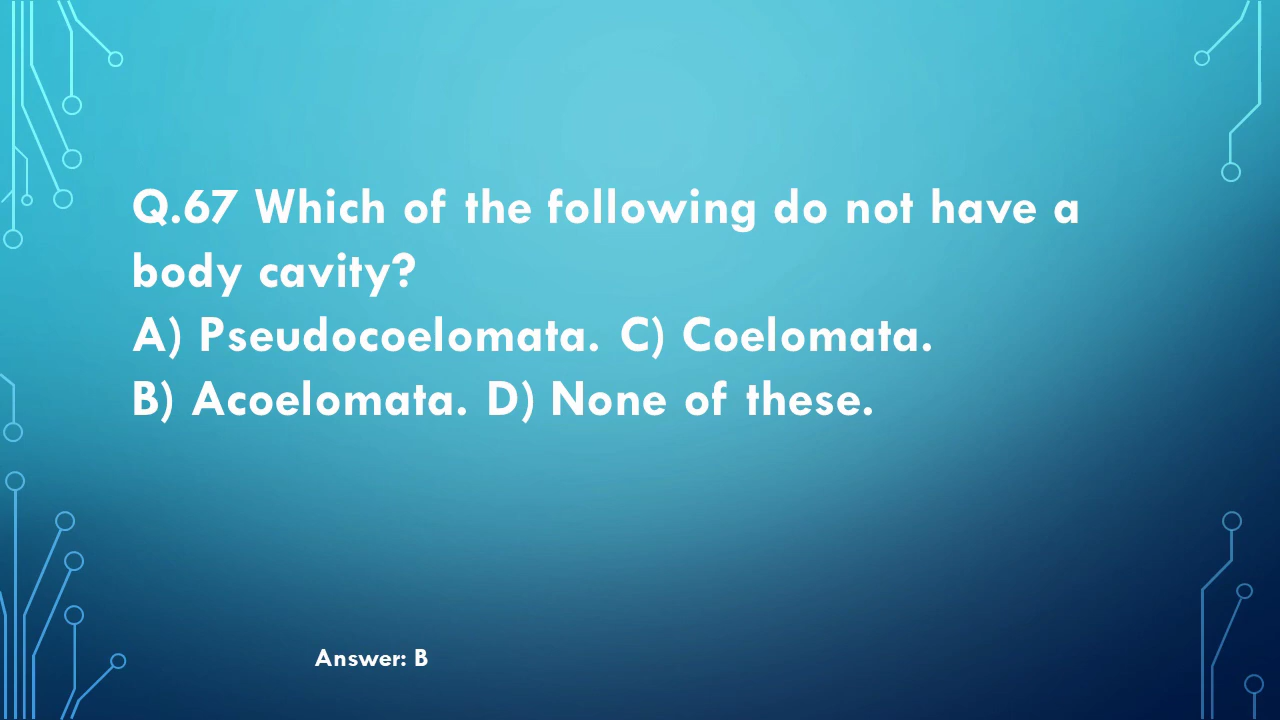 Q.67 Which of the following do not have a
body cavity?
A) Pseudocoelomata. C) Coelomata.
B) Acoelomata. D) None of these.
Answer: B